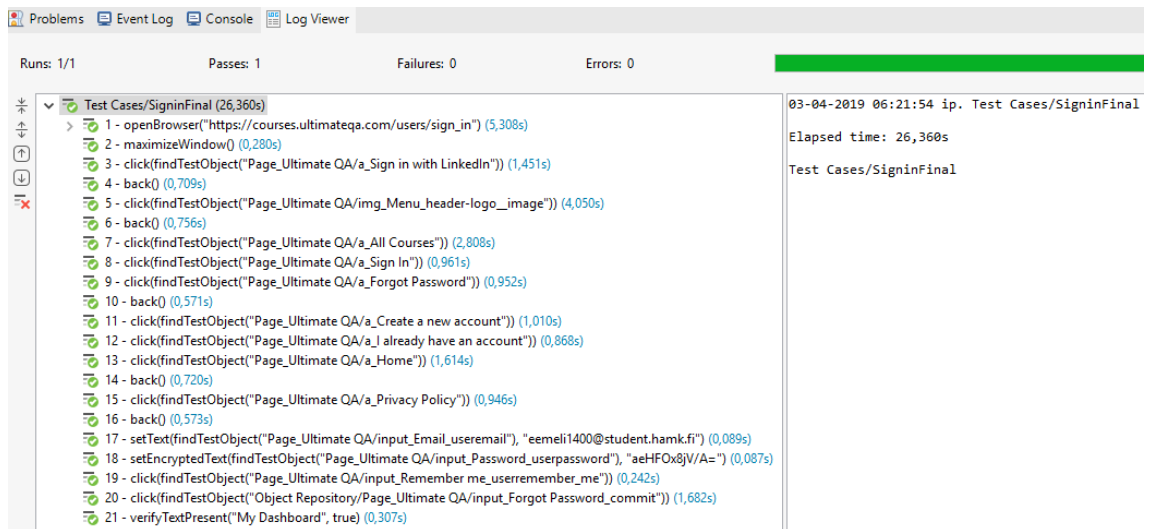 Problems Event Log Console Log Viewer
Runs: 1/1 Passes: 1 Failures: 0 Errors: 0
Test Cases/SigninFinal (26,360s)
1 - openBrowser("https://courses.ultimateqa.com/users/sign_in") (5,308s)
2 - maximizeWindow() (0,280s)
3 - click(findTestObject("Page_Ultimate QA/a_Sign in with LinkedIn")) (1,451s)
4 - back() (0,709s)
5 - click(findTestObject("Page_Ultimate QA/img_Menu_header-logo__image")) (4,050s)
6 - back() (0,756s)
7 - click(findTestObject("Page_Ultimate QA/a_All Courses")) (2,808s)
8 - click(findTestObject("Page_Ultimate QA/a_Sign In")) (0,961s)
9 - click(findTestObject("Page_Ultimate QA/a_Forgot Password")) (0,952s)
10 - back() (0,571s)
11 - click(findTestObject("Page_Ultimate QA/a_Create a new account")) (1,010s)
12 - click(findTestObject("Page_Ultimate QA/a_I already have an account")) (0,868s)
13 - click(findTestObject("Page_Ultimate QA/a_Home")) (1,614s)
14 - back() (0,720s)
15 - click(findTestObject("Page_Ultimate QA/a_Privacy Policy")) (0,946s)
16 - back() (0,573s)
17 - setText(findTestObject("Page_Ultimate QA/input_Email_useremail"), "eemeli1400@student.hamk.fi") (0,089s)
18 - setEncryptedText(findTestObject("Page_Ultimate QA/input_Password_userpassword"), "aeHFOx8jV/A=") (0,087s)
19 - click(findTestObject("Page_Ultimate QA/input_Remember me_userremember_me")) (0,242s)
20 - click(findTestObject("Object Repository/Page_Ultimate QA/input_Forgot Password_commit")) (1,682s)
21 - verifyTextPresent("My Dashboard", true) (0,307s)
03-04-2019 06:21:54 ip. Test Cases/SigninFinal
Elapsed time: 26,360s
Test Cases/SigninFinal